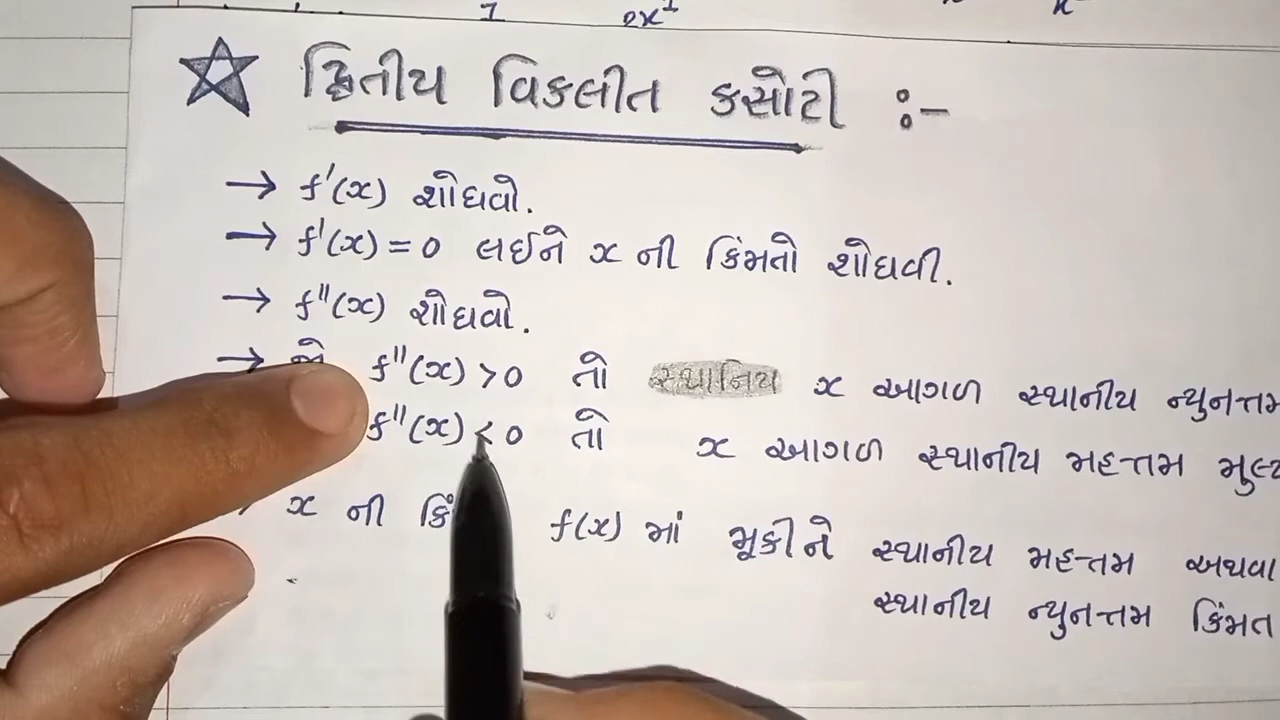 દ્વિતીય વિકલીત કસોટી :-
→ f'(x) શોધવો.
→ f'(x) = 0 લઈને x ની કિંમતો શોધવી.
→ f''(x) શોધવો.
→ જો f''(x) > 0 તો સ્થાનિય x આગળ સ્થાનીય ન્યુનત્તમ
f''(x) < 0 તો x આગળ સ્થાનીય મહત્તમ
x ની f(x) માં મૂકીને સ્થાનીય મહત્તમ અથવા
સ્થાનીય ન્યુનત્તમ કિંમત